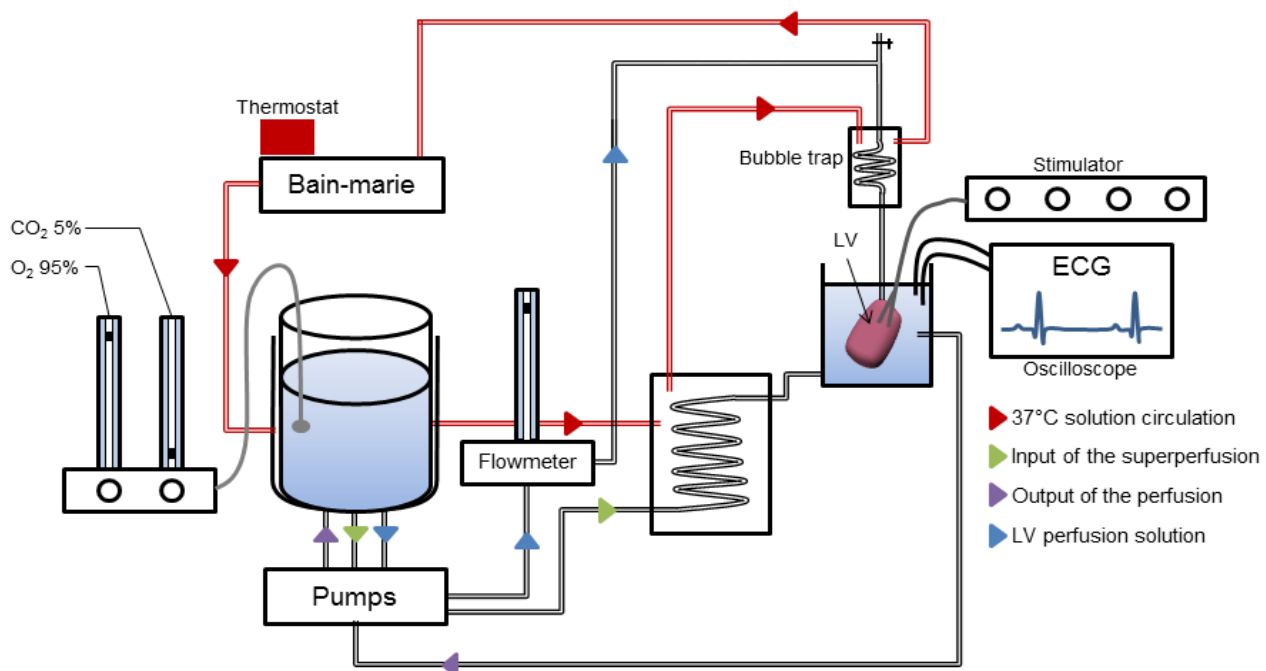 Thermostat
Bain-marie
CO₂ 5%
O₂ 95%
Bubble trap
Stimulator
LV
ECG
Oscilloscope
Flowmeter
Pumps
37°C solution circulation
Input of the superperfusion
Output of the perfusion
LV perfusion solution